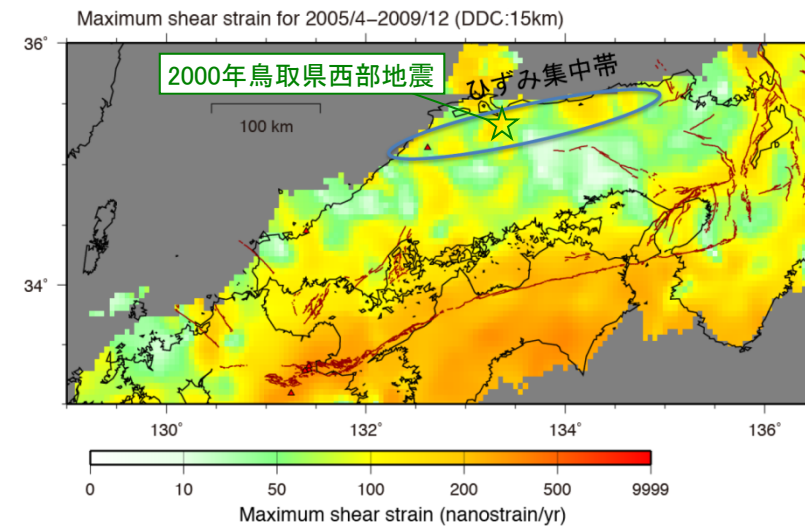 Maximum shear strain for 2005/4−2009/12 (DDC:15km)
36°
2000年鳥取県西部地震
ひずみ集中帯
100 km
34°
130°
132°
134°
136°
0
10
50
100
200
500
9999
Maximum shear strain (nanostrain/yr)